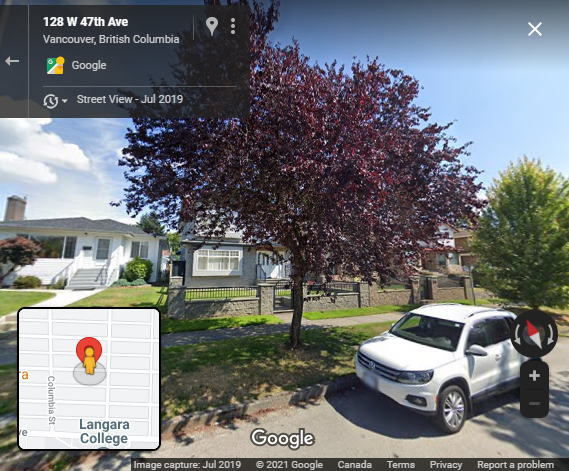 128 W 47th Ave
Vancouver, British Columbia
Google
Street View - Jul 2019
Columbia St
Langara
College
Google
Image capture: Jul 2019 © 2021 Google Canada Terms Privacy Report a problem